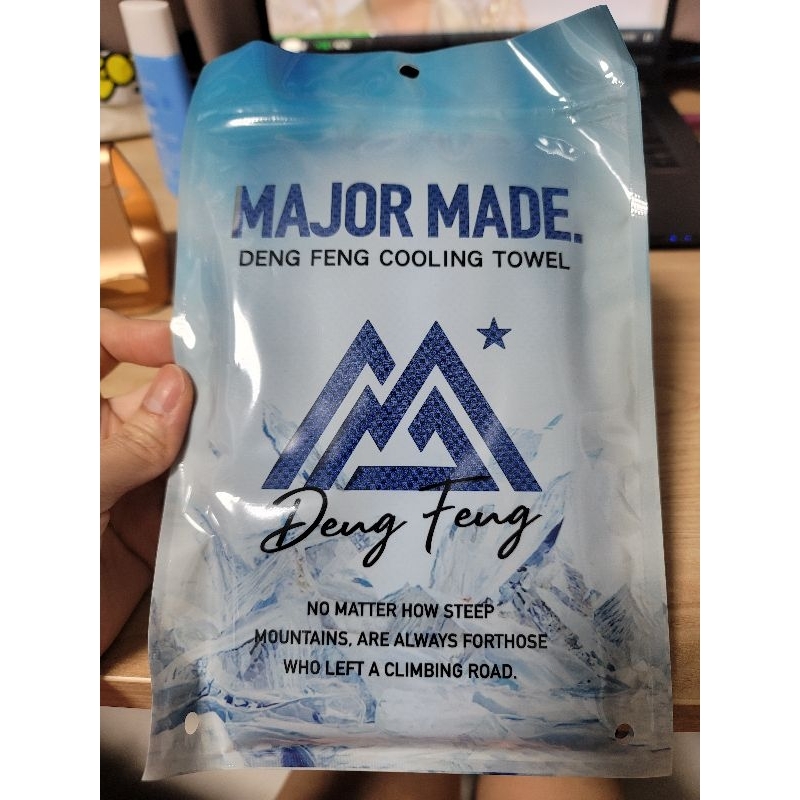 MAJOR MADE.
DENG FENG COOLING TOWEL
Deng Feng
NO MATTER HOW STEEP
MOUNTAINS, ARE ALWAYS FORTHOSE
WHO LEFT A CLIMBING ROAD.